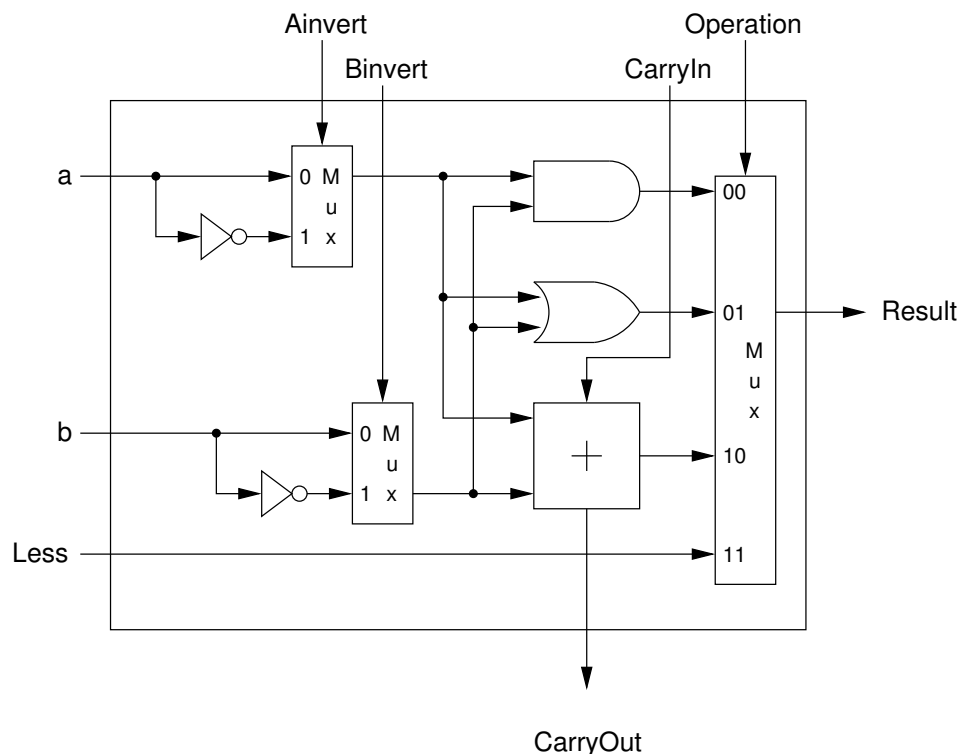 Ainvert
Operation
Binvert
CarryIn
a
0 M
u
1 x
00
01
Result
M
u
x
b
0 M
u
1 x
10
Less
11
CarryOut